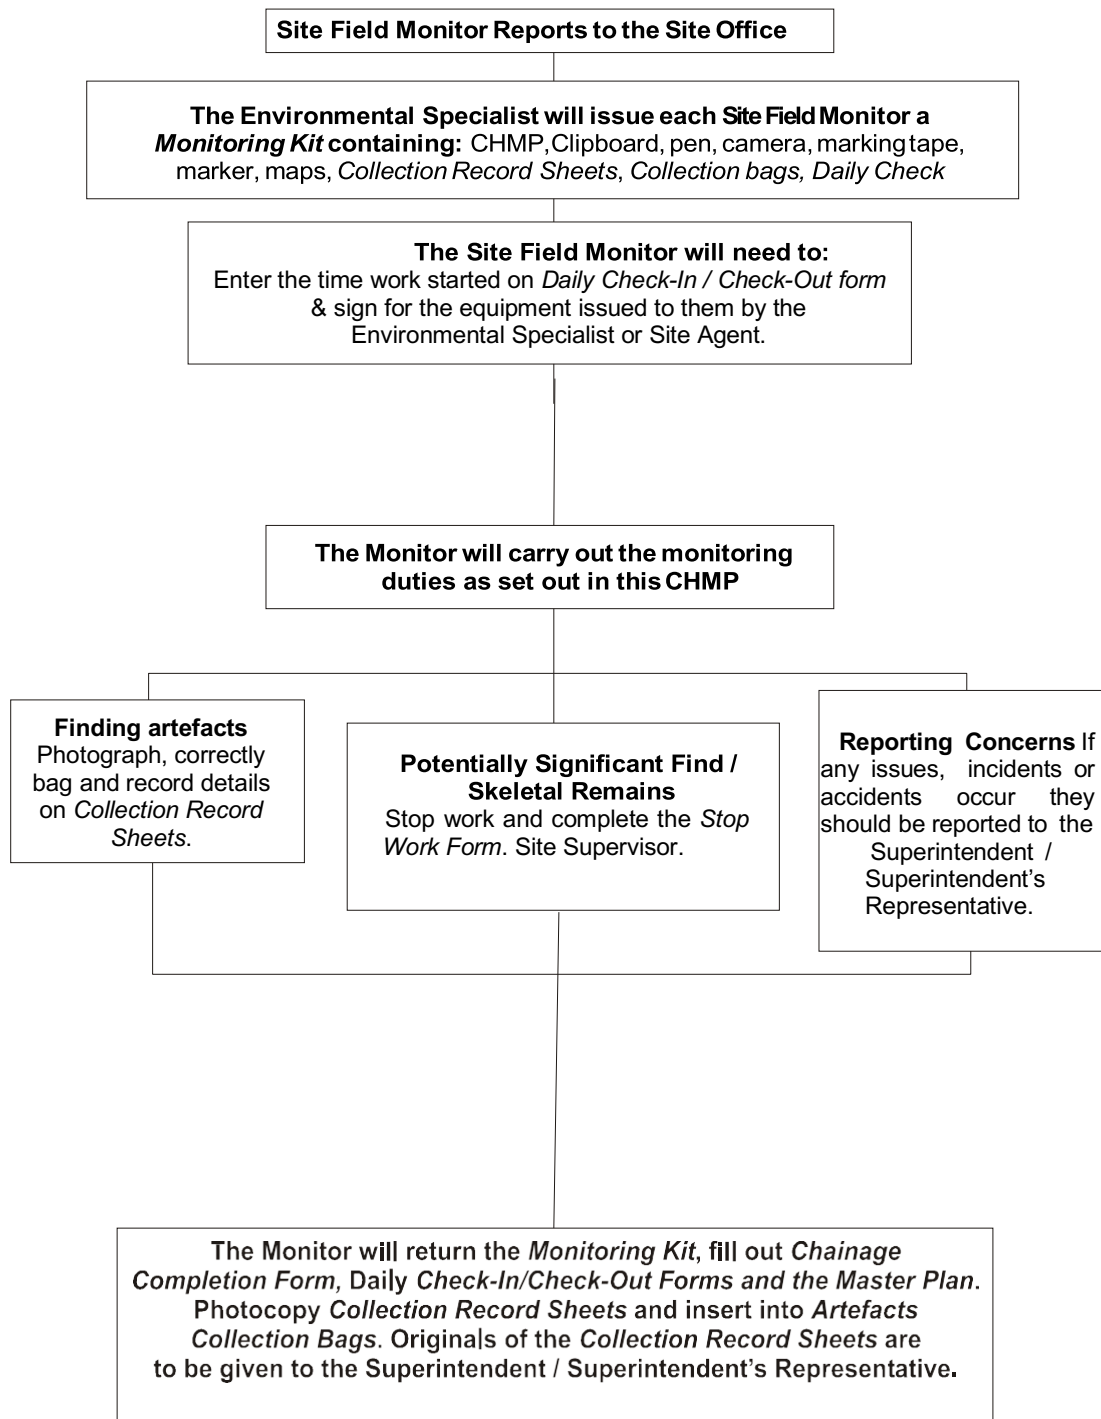 Site Field Monitor Reports to the Site Office
The Environmental Specialist will issue each Site Field Monitor a
Monitoring Kit containing: CHMP, Clipboard, pen, camera, marking tape,
marker, maps, Collection Record Sheets, Collection bags, Daily Check
The Site Field Monitor will need to:
Enter the time work started on Daily Check-In / Check-Out form
& sign for the equipment issued to them by the
Environmental Specialist or Site Agent.
The Monitor will carry out the monitoring
duties as set out in this CHMP
Finding artefacts
Photograph, correctly
bag and record details
on Collection Record
Sheets.
Potentially Significant Find /
Skeletal Remains
Stop work and complete the Stop
Work Form. Site Supervisor.
Reporting Concerns If
any issues, incidents or
accidents occur they
should be reported to the
Superintendent /
Superintendent's
Representative.
The Monitor will return the Monitoring Kit, fill out Chainage
Completion Form, Daily Check-In/Check-Out Forms and the Master Plan.
Photocopy Collection Record Sheets and insert into Artefacts
Collection Bags. Originals of the Collection Record Sheets are
to be given to the Superintendent / Superintendent's Representative.